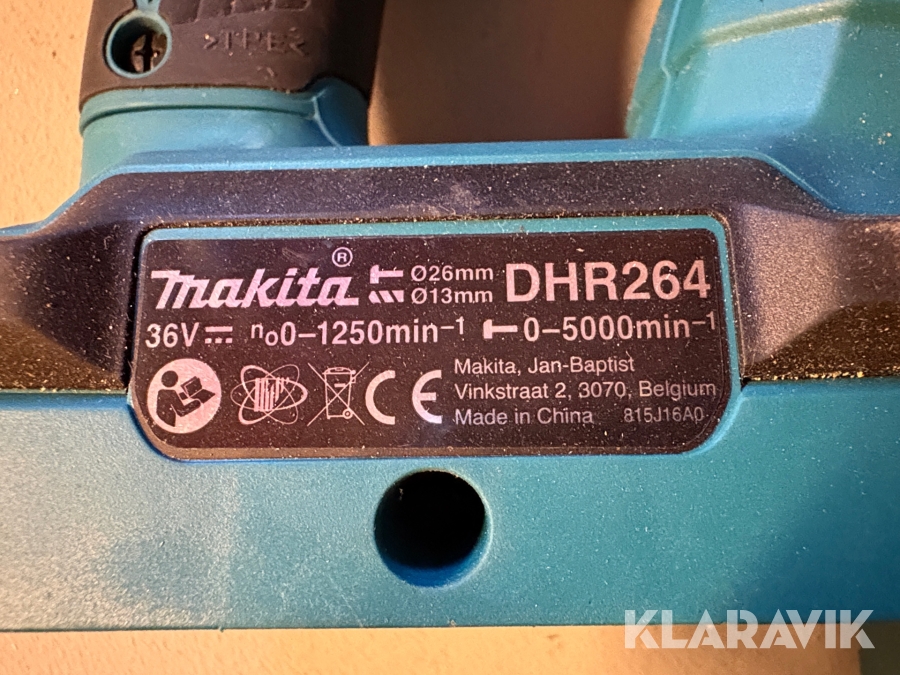 >TPE<
makita® Ø26mm DHR264
Ø13mm
36V n₀0-1250min⁻¹ 0-5000min⁻¹
CE
Makita, Jan-Baptist
Vinkstraat 2, 3070, Belgium
Made in China 815J16A0
KLARAVIK